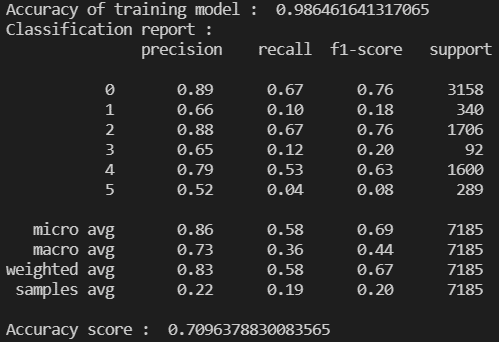 Accuracy of training model :  0.986461641317065
Classification report :
precision    recall  f1-score   support
0       0.89      0.67      0.76      3158
1       0.66      0.10      0.18       340
2       0.88      0.67      0.76      1706
3       0.65      0.12      0.20        92
4       0.79      0.53      0.63      1600
5       0.52      0.04      0.08       289
micro avg       0.86      0.58      0.69      7185
macro avg       0.73      0.36      0.44      7185
weighted avg       0.83      0.58      0.67      7185
samples avg       0.22      0.19      0.20      7185
Accuracy score :  0.7096378830083565